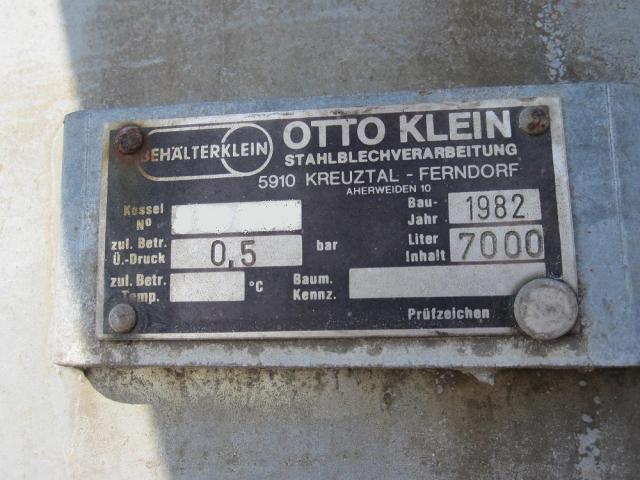 BEHÄLTERKLEIN
OTTO KLEIN
STAHLBLECHVERARBEITUNG
5910 KREUZTAL - FERNDORF
AHERWEIDEN 10
Kessel
Nº
Bau-
Jahr 1982
zul. Betr.
Ü.-Druck 0,5 bar
Liter
Inhalt 7000
zul. Betr.
Temp. °C
Baum.
Kennz.
Prüfzeichen